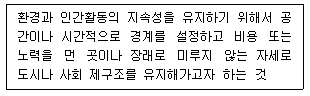 환경과 인간활동의 지속성을 유지하기 위해서 공
간이나 시간적으로 경계를 설정하고 비용 또는
노력을 먼 곳이나 장래로 미루지 않는 자세로
도시나 사회 제구조를 유지해가고자 하는 것